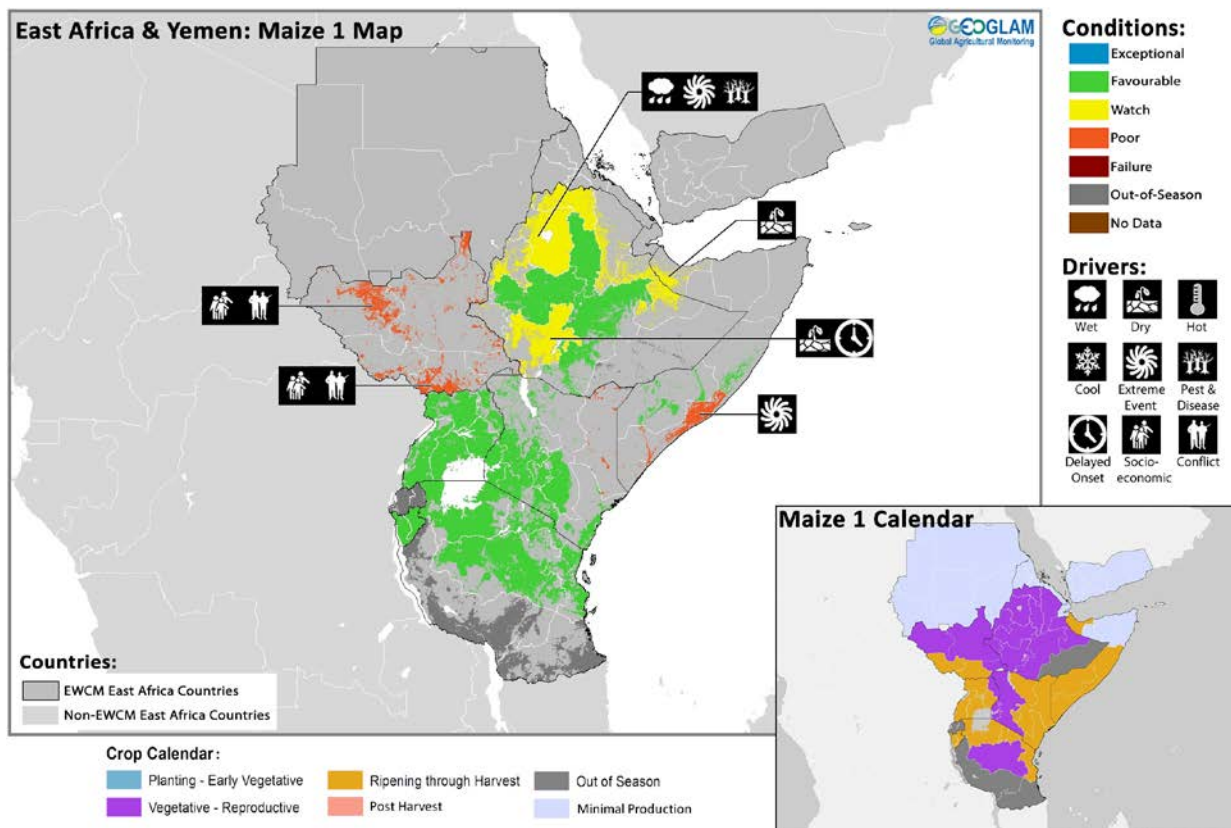 East Africa & Yemen: Maize 1 Map
GEOGLAM
Global Agricultural Monitoring
Conditions:
Exceptional
Favourable
Watch
Poor
Failure
Out-of-Season
No Data
Drivers:
Wet
Dry
Hot
Cool
Extreme
Event
Pest &
Disease
Delayed
Onset
Socio-
economic
Conflict
Countries:
EWCM East Africa Countries
Non-EWCM East Africa Countries
Maize 1 Calendar
Crop Calendar:
Planting - Early Vegetative
Ripening through Harvest
Out of Season
Vegetative - Reproductive
Post Harvest
Minimal Production